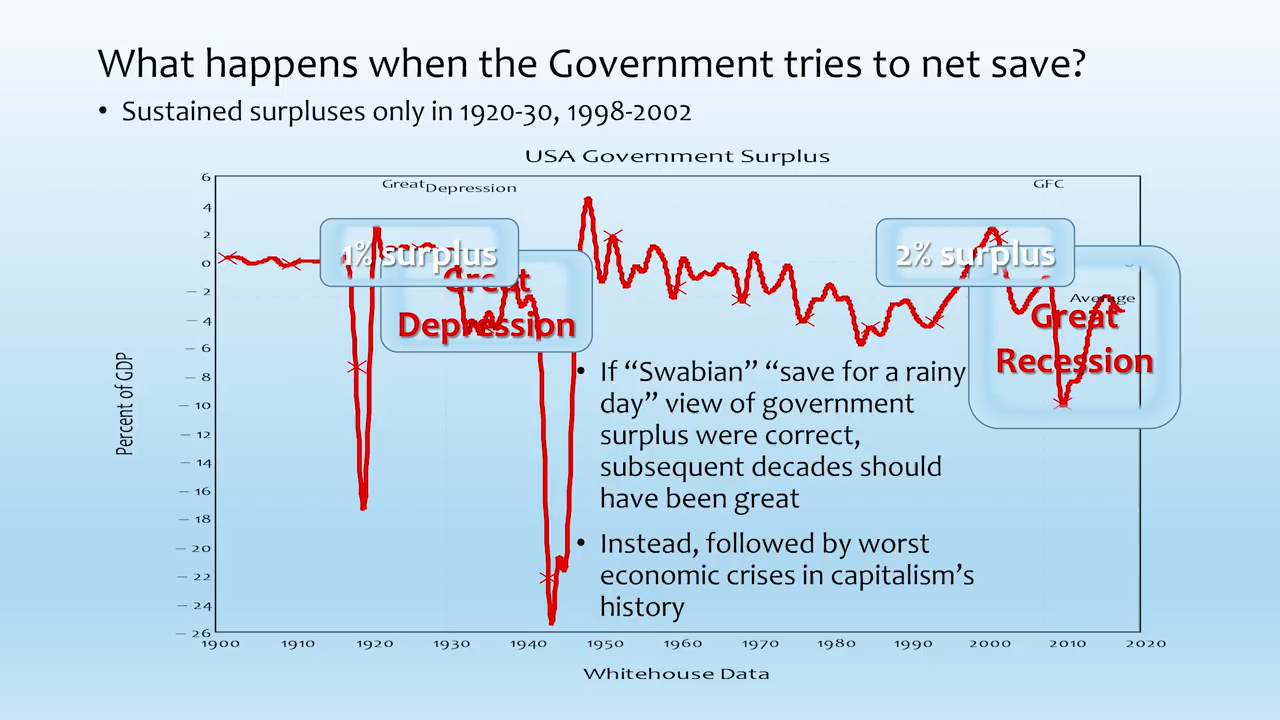 What happens when the Government tries to net save?
• Sustained surpluses only in 1920-30, 1998-2002
USA Government Surplus
Great Depression
GFC
1% surplus
2% surplus
Great
Depression
Average
Great
Recession
0
Percent of GDP
6
4
2
0
– 2
– 4
– 6
– 8
– 10
– 12
– 14
– 16
– 18
– 20
– 22
– 24
– 26
• If “Swabian” “save for a rainy
day” view of government
surplus were correct,
subsequent decades should
have been great
• Instead, followed by worst
economic crises in capitalism’s
history
1900 1910 1920 1930 1940 1950 1960 1970 1980 1990 2000 2010 2020
Whitehouse Data